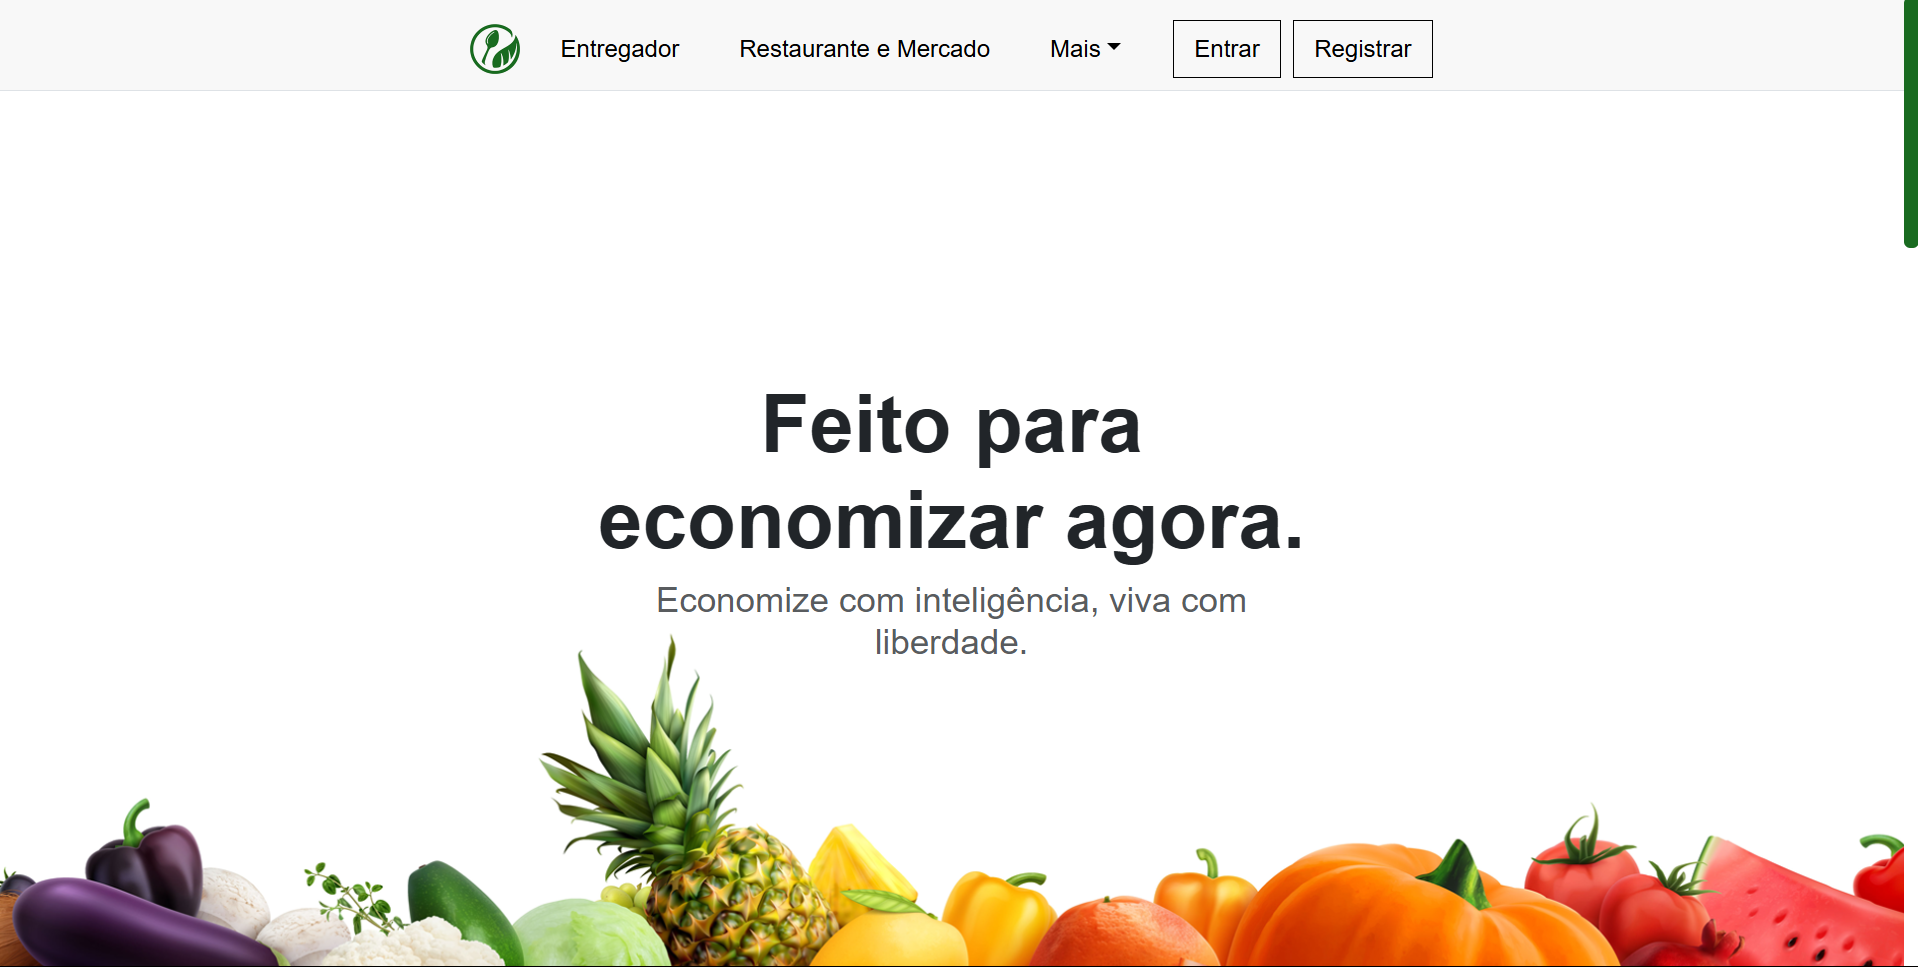 Entregador Restaurante e Mercado Mais Entrar Registrar
Feito para
economizar agora.
Economize com inteligência, viva com
liberdade.